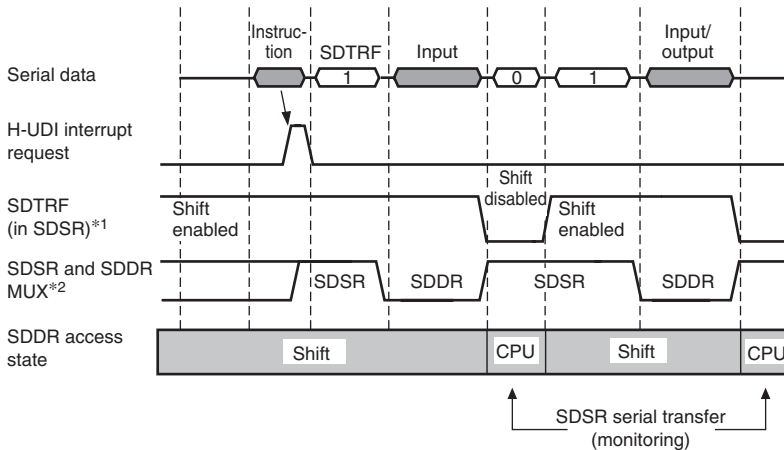 Instruc-
tion
SDTRF
Input
Input/
output
Serial data
1
0
1
H-UDI interrupt
request
Shift
disabled
SDTRF
(in SDSR)*1
Shift
enabled
Shift
enabled
SDSR and SDDR
MUX*2
SDSR
SDDR
SDSR
SDDR
SDDR access
state
Shift
CPU
Shift
CPU
SDSR serial transfer
(monitoring)